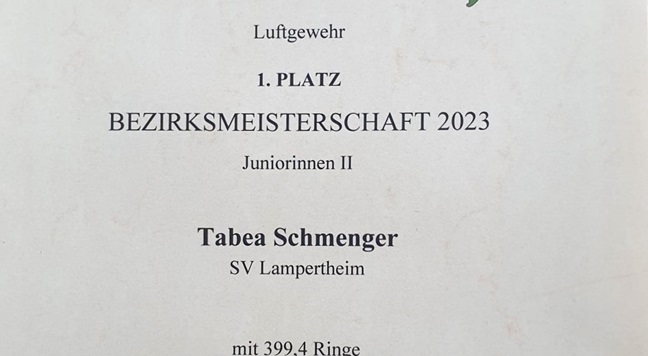 Luftgewehr
1. PLATZ
BEZIRKSMEISTERSCHAFT 2023
Juniorinnen II
Tabea Schmenger
SV Lampertheim
mit 399,4 Ringe